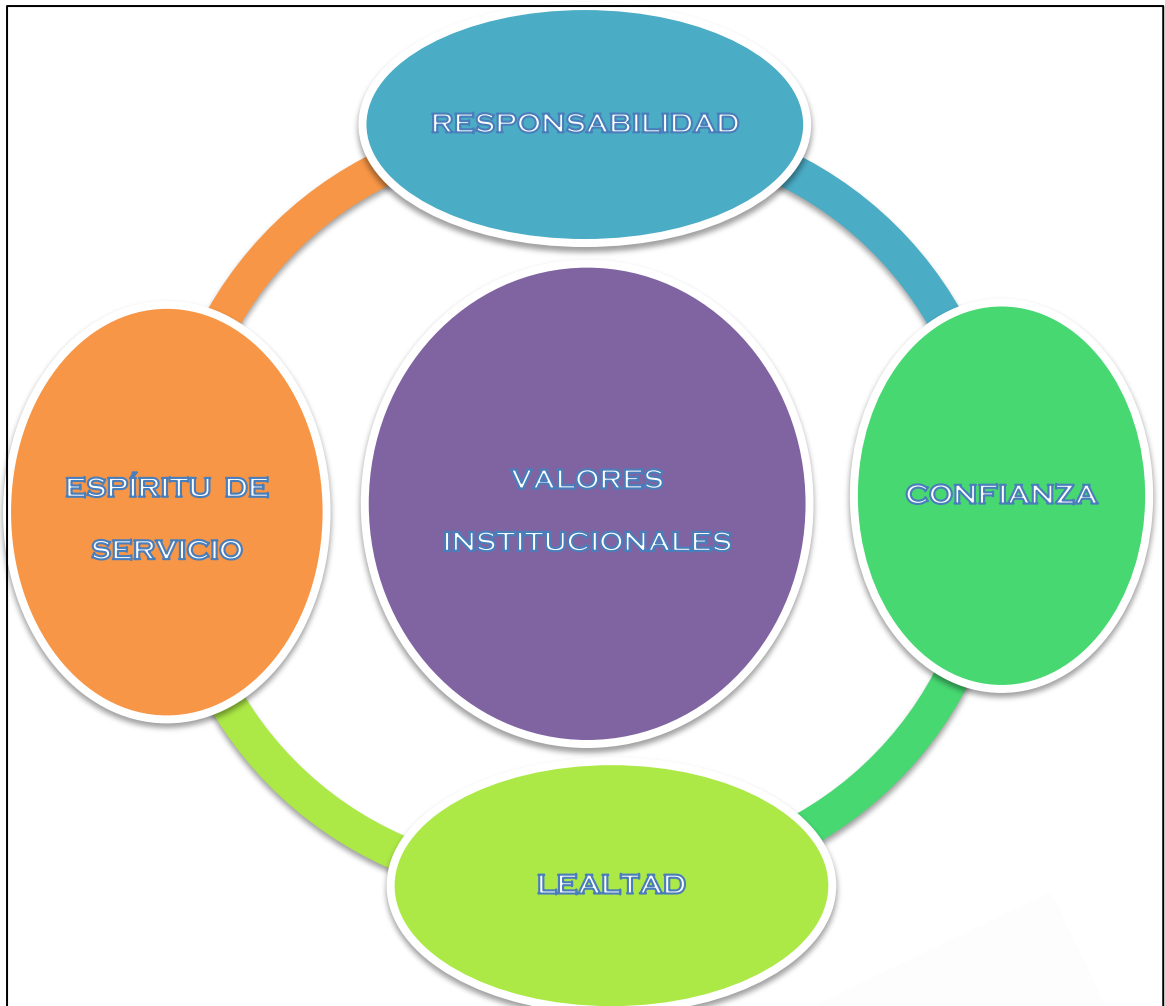 RESPONSABILIDAD
ESPÍRITU DE
SERVICIO
VALORES
INSTITUCIONALES
CONFIANZA
LEALTAD